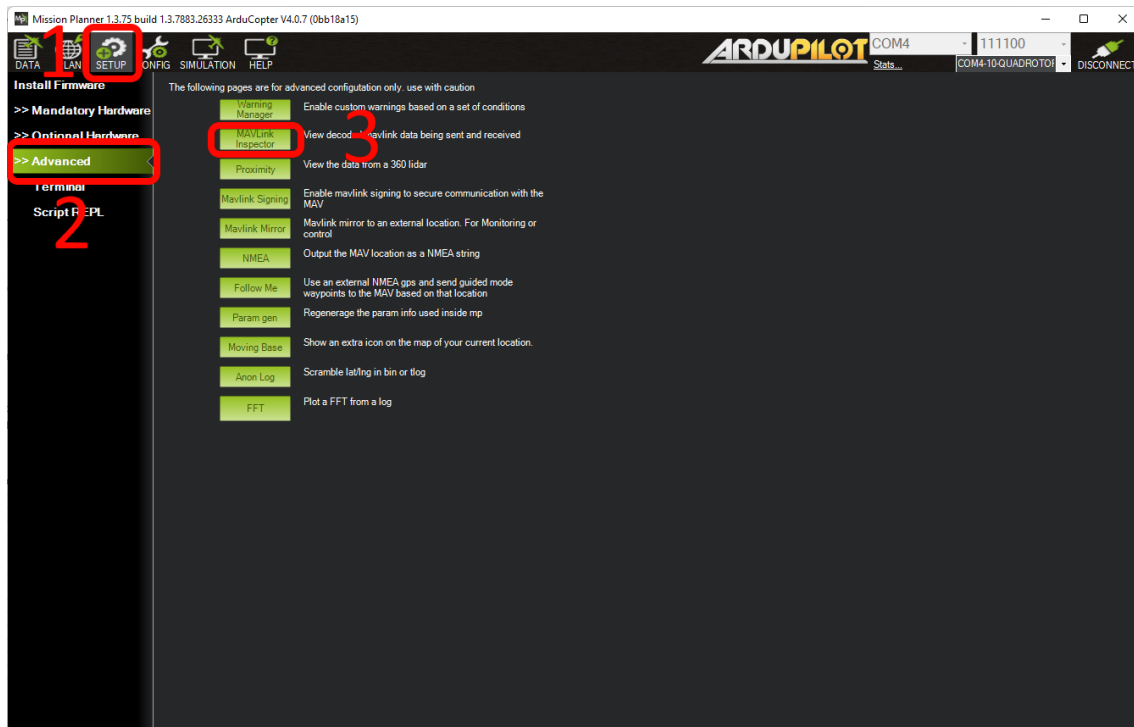 Mission Planner 1.3.75 build 1.3.7883.26333 ArduCopter V4.0.7 (0bb18a15)
1
DATA
LAN
SETUP
ONFIG
SIMULATION
HELP
ARDUPILOT
COM4
111100
Stats...
COM4-10-QUADROTOR
DISCONNECT
Install Firmware
>> Mandatory Hardware
>> Optional Hardware
>> Advanced
Terminal
Script REPL
2
The following pages are for advanced configutation only. use with caution
Warning
Manager
Enable custom warnings based on a set of conditions
MAVLink
Inspector
3
View decoded mavlink data being sent and received
Proximity
View the data from a 360 lidar
Mavlink Signing
Enable mavlink signing to secure communication with the
MAV
Mavlink Mirror
Mavlink mirror to an external location. For Monitoring or
control
NMEA
Output the MAV location as a NMEA string
Follow Me
Use an external NMEA gps and send guided mode
waypoints to the MAV based on that location
Param gen
Regenerage the param info used inside mp
Moving Base
Show an extra icon on the map of your current location.
Anon Log
Scramble lat/lng in bin or tlog
FFT
Plot a FFT from a log